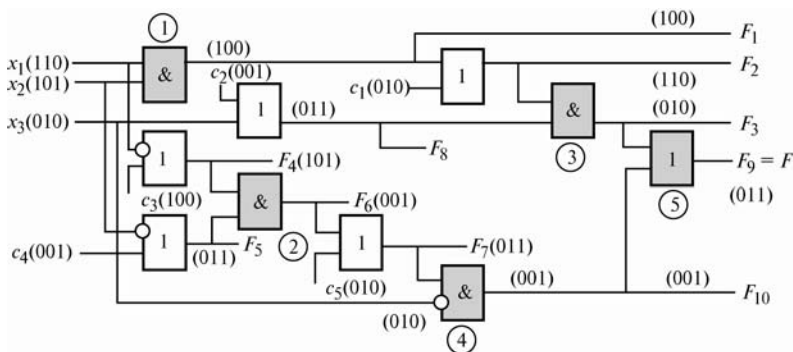 1
(100)
(100)
F1
x1(110)
&
c2(001)
1
F2
x2(101)
c1(010)
(110)
x3(010)
1
(011)
&
(010)
F3
3
F8
1
F4(101)
1
F9 = F
c3(100)
&
F6(001)
5
(011)
1
2
1
c4(001)
(011)
F5
F7(011)
c5(010)
&
(001)
(001)
F10
(010)
4